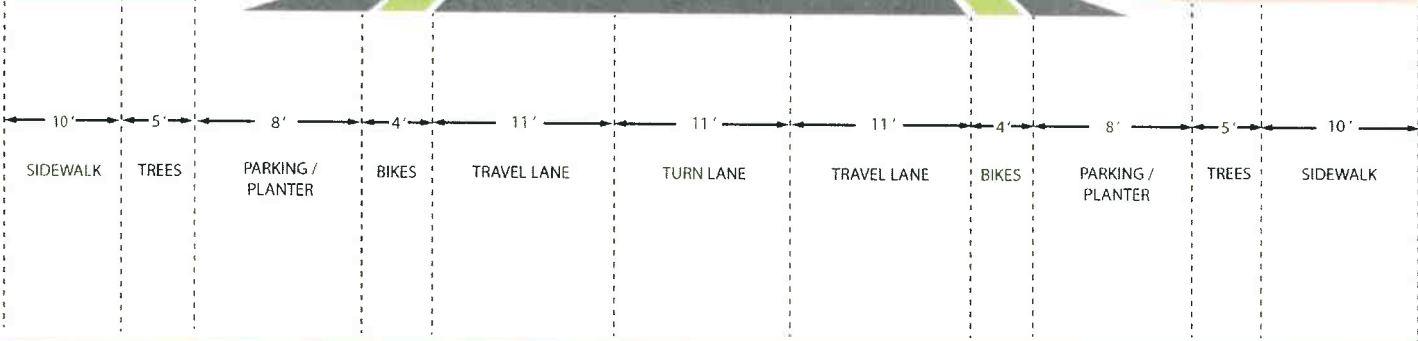 10' 5' 8' 4' 11' 11' 11' 4' 8' 5' 10'
SIDEWALK TREES PARKING / PLANTER BIKES TRAVEL LANE TURN LANE TRAVEL LANE BIKES PARKING / PLANTER TREES SIDEWALK